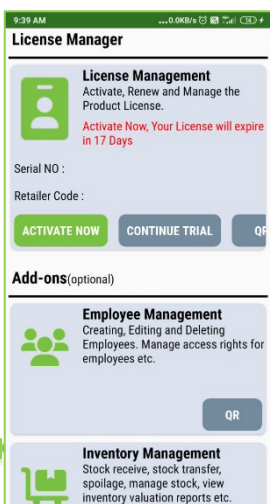 9:39 AM ...0.0KB/s 14
License Manager
License Management
Activate, Renew and Manage the
Product License.
Activate Now, Your License will expire
in 17 Days
Serial NO :
Retailer Code :
ACTIVATE NOW CONTINUE TRIAL QR
Add-ons(optional)
Employee Management
Creating, Editing and Deleting
Employees. Manage access rights for
employees etc.
QR
Inventory Management
Stock receive, stock transfer,
spoilage, manage stock, view
inventory valuation reports etc.